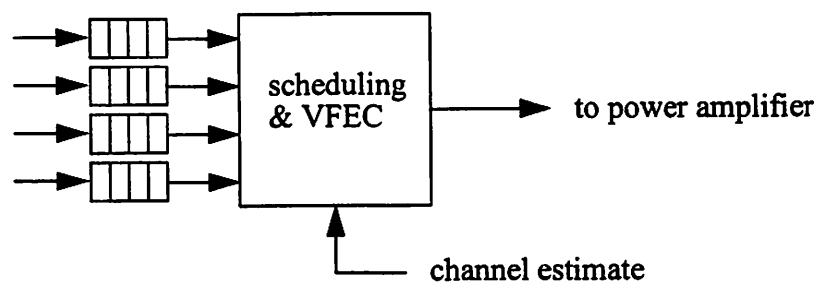 scheduling
& VFEC
to power amplifier
channel estimate